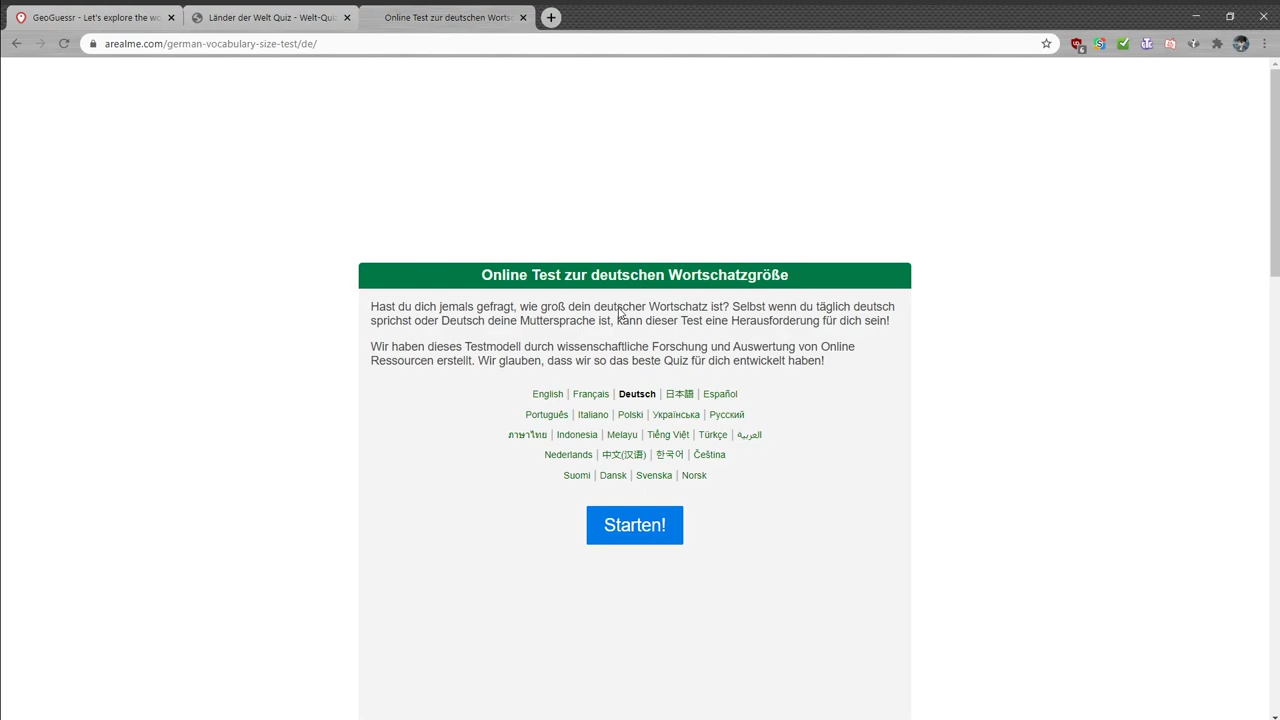 GeoGuessr - Let's explore the wo
Länder der Welt Quiz - Welt-Quiz
Online Test zur deutschen Wortsc
arealme.com/german-vocabulary-size-test/de/
6
Online Test zur deutschen Wortschatzgröße
Hast du dich jemals gefragt, wie groß dein deutscher Wortschatz ist? Selbst wenn du täglich deutsch
sprichst oder Deutsch deine Muttersprache ist, kann dieser Test eine Herausforderung für dich sein!
Wir haben dieses Testmodell durch wissenschaftliche Forschung und Auswertung von Online
Ressourcen erstellt. Wir glauben, dass wir so das beste Quiz für dich entwickelt haben!
English | Français | Deutsch | 日本語 | Español
Português | Italiano | Polski | Українська | Русский
ภาษาไทย | Indonesia | Melayu | Tiếng Việt | Türkçe | العربية
Nederlands | 中文(汉语) | 한국어 | Čeština
Suomi | Dansk | Svenska | Norsk
Starten!